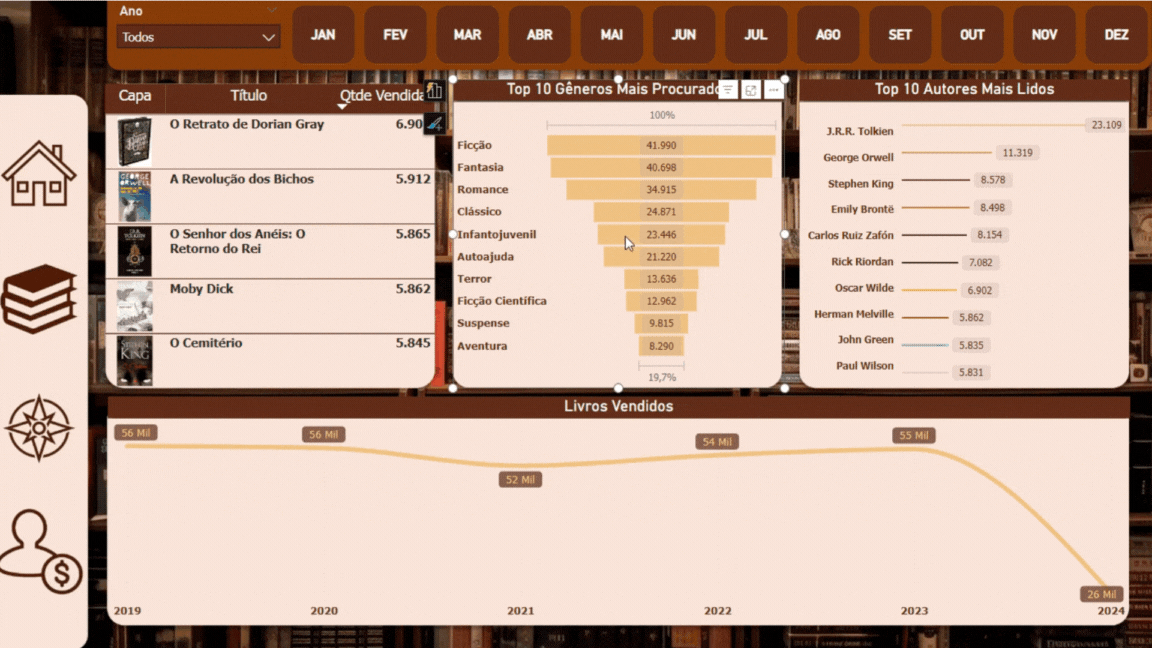 Ano
Todos
JAN FEV MAR ABR MAI JUN JUL AGO SET OUT NOV DEZ
Capa Título Qtde Vendida
O Retrato de Dorian Gray 6.90
A Revolução dos Bichos 5.912
O Senhor dos Anéis: O
Retorno do Rei 5.865
Moby Dick 5.862
O Cemitério 5.845
GEORGE
ORWELL
STEPHEN
KING
Top 10 Gêneros Mais Procurado
100%
Ficção 41.990
Fantasia 40.698
Romance 34.915
Clássico 24.871
Infantojuvenil 23.446
Autoajuda 21.220
Terror 13.636
Ficção Científica 12.962
Suspense 9.815
Aventura 8.290
19,7%
Top 10 Autores Mais Lidos
J.R.R. Tolkien 23.109
George Orwell 11.319
Stephen King 8.578
Emily Brontë 8.498
Carlos Ruiz Zafón 8.154
Rick Riordan 7.082
Oscar Wilde 6.902
Herman Melville 5.862
John Green 5.835
Paul Wilson 5.831
Livros Vendidos
56 Mil 56 Mil 52 Mil 54 Mil 55 Mil 26 Mil
2019 2020 2021 2022 2023 2024